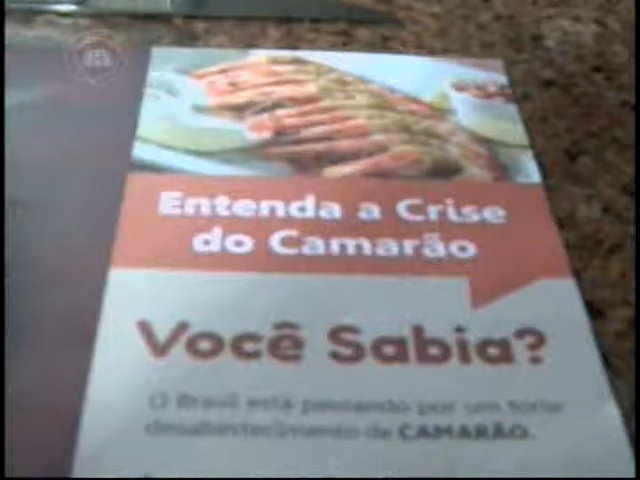 Entenda a Crise
do Camarão
Você Sabia?
O Brasil está passando por um forte
desabastecimento de CAMARÃO.